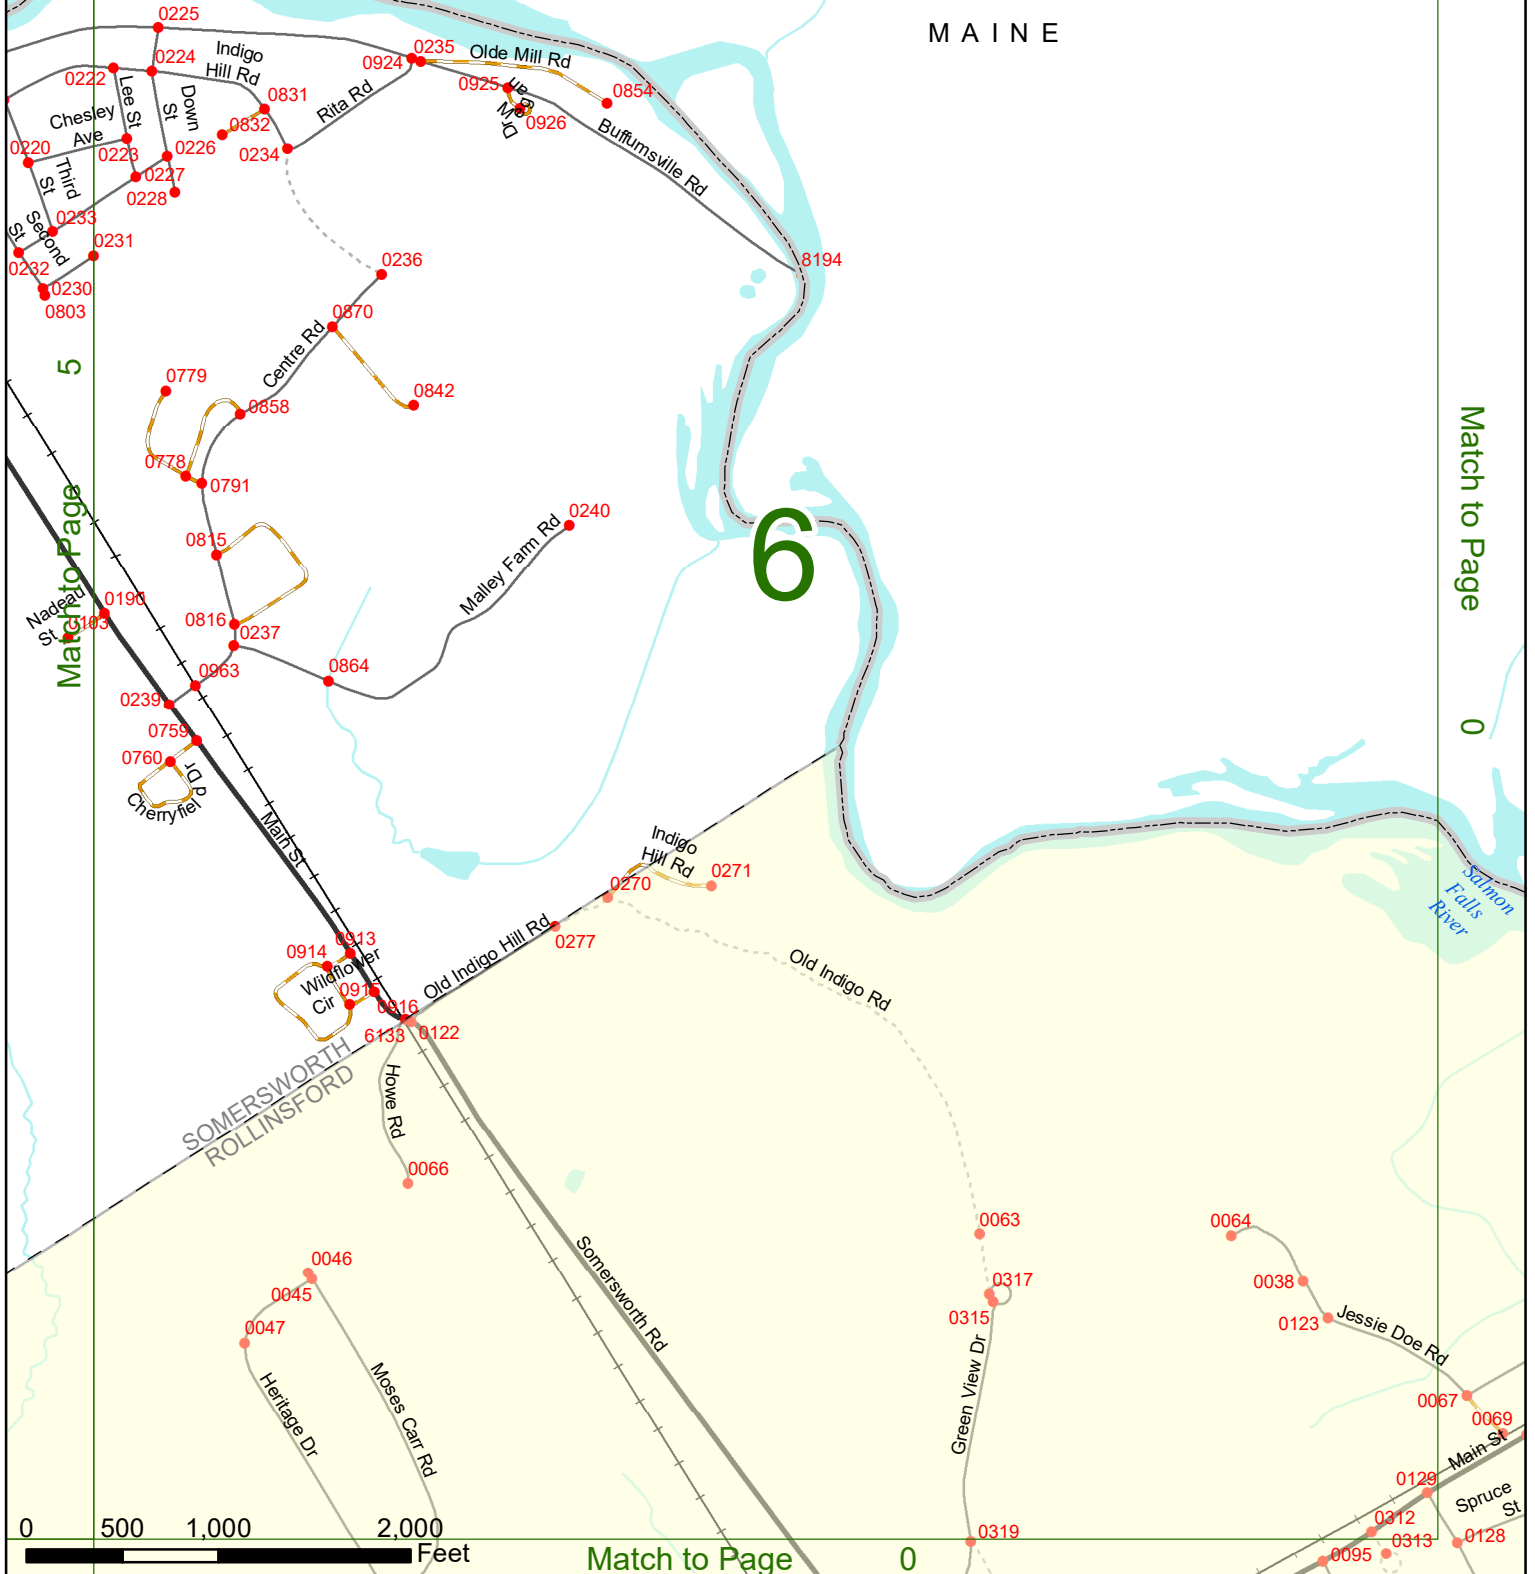 MAINE
0225
0235
Indigo
Hill Rd
0224
0924
Olde Mill Rd
0222
0925
0854
Lee St
Down
St
0831
Rita Rd
Dr
0926
Chesley
Ave
0832
Buffumsville Rd
0220
0223
0226
0234
Third
St
0227
0228
0233
Second
St
0231
0236
8194
0232
0230
0803
0870
Centre Rd
5
Match to Page
0779
0842
0858
Match to Page
0
0778
0791
0240
6
0815
Malley Farm Rd
Nadeau
St
0190
0193
0816
0237
0963
0864
0239
0759
0760
Cherryfiel
d Dr
Main St
Indigo
Hill Rd
0270
0271
Salmon
Falls
River
Old Indigo Hill Rd
0277
0913
0914
Wildflower
Cir
0915
0916
Old Indigo Rd
6133
0122
SOMERSWORTH
ROLLINSFORD
Howe Rd
0066
0063
0064
Somersworth Rd
0046
0045
0317
0038
0315
0123
Jessie Doe Rd
0047
Heritage Dr
Moses Carr Rd
Green View Dr
0067
0069
Main St
0129
Spruce
St
0312
0313
0128
0319
0095
0 500 1,000 2,000
Feet
Match to Page 0